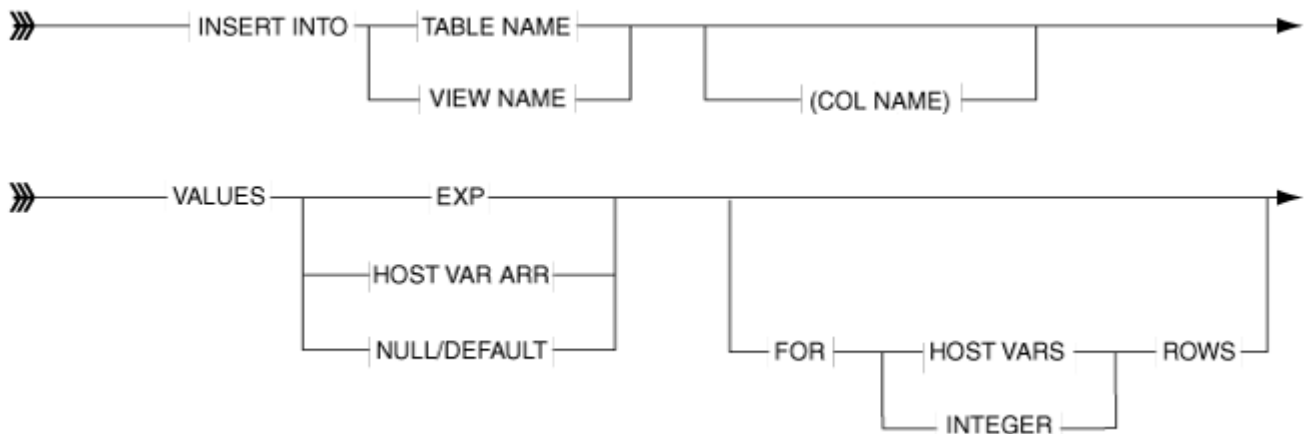 INSERT INTO TABLE NAME
VIEW NAME (COL NAME)
VALUES EXP
HOST VAR ARR
NULL/DEFAULT FOR HOST VARS ROWS
INTEGER